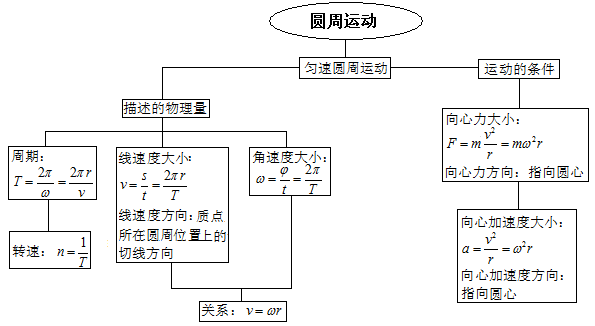 圆周运动
匀速圆周运动
运动的条件
描述的物理量
周期：
T = 2π/ω = 2πr/v
转速：n = 1/T
线速度大小：
v = s/t = 2πr/T
线速度方向：质点
所在圆周位置上的
切线方向
角速度大小：
ω = φ/t = 2π/T
关系：v = ωr
向心力大小：
F = m v²/r = mω²r
向心力方向：指向圆心
向心加速度大小：
a = v²/r = ω²r
向心加速度方向：
指向圆心